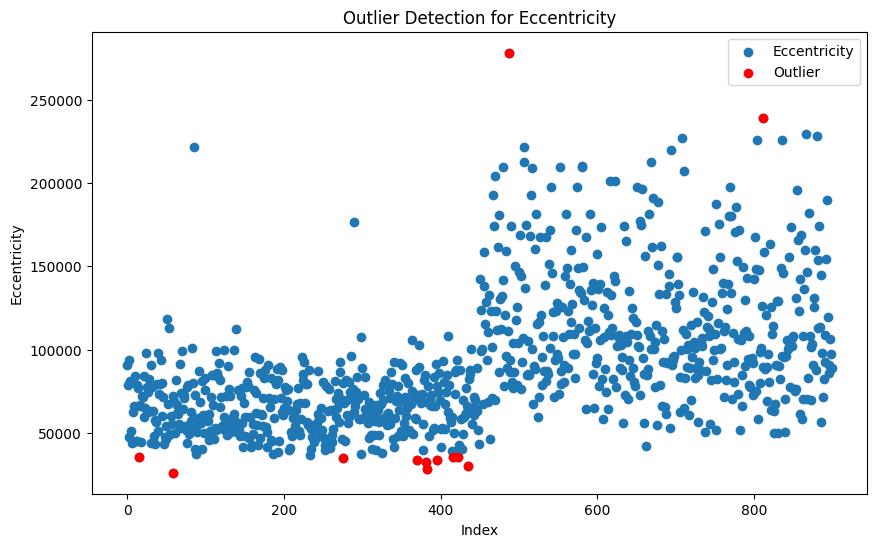 Outlier Detection for Eccentricity
Eccentricity
Outlier
250000
200000
150000
100000
50000
Eccentricity
0
200
400
600
800
Index